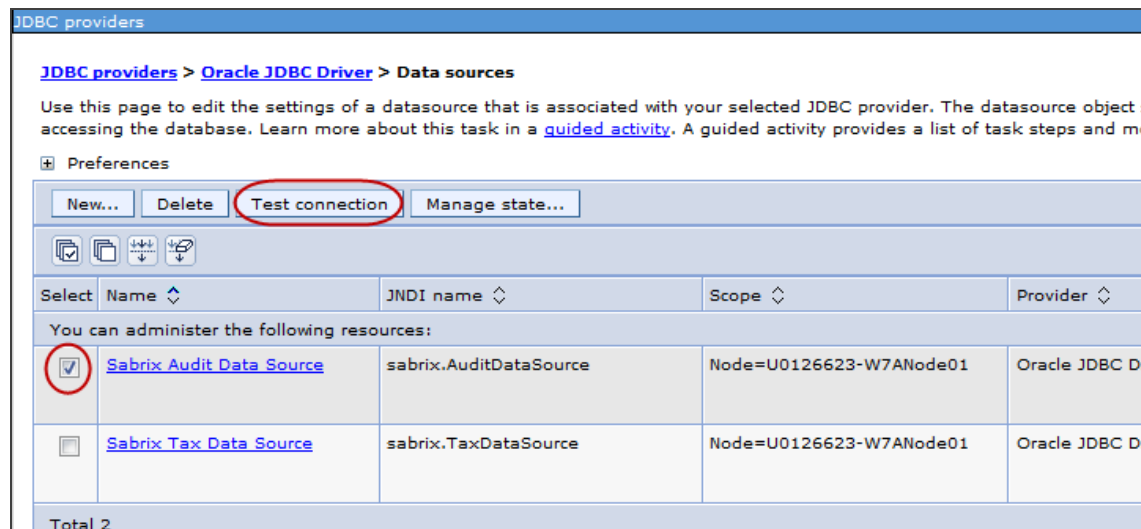 JDBC providers
JDBC providers > Oracle JDBC Driver > Data sources
Use this page to edit the settings of a datasource that is associated with your selected JDBC provider. The datasource object
accessing the database. Learn more about this task in a guided activity. A guided activity provides a list of task steps and
Preferences
New... Delete Test connection Manage state...
Select Name JNDI name Scope Provider
You can administer the following resources:
Sabrix Audit Data Source sabrix.AuditDataSource Node=U0126623-W7ANode01 Oracle JDBC
Sabrix Tax Data Source sabrix.TaxDataSource Node=U0126623-W7ANode01 Oracle JDBC
Total 2